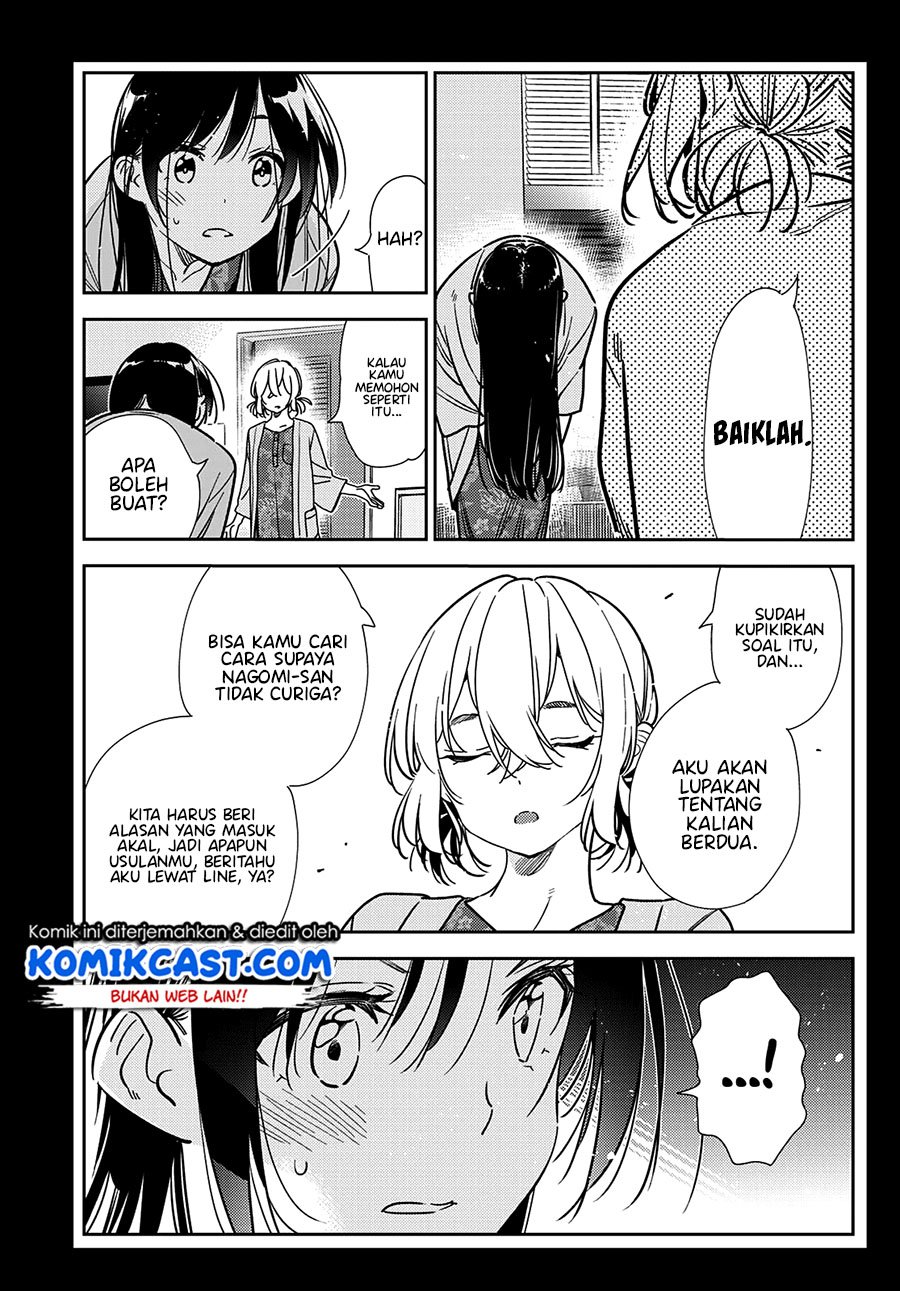 BAIKLAH.
HAH?
KALAU
KAMU
MEMOHON
SEPERTI
ITU...
APA
BOLEH
BUAT?
SUDAH
KUPIKIRKAN
SOAL ITU,
DAN...
AKU AKAN
LUPAKAN
TENTANG
KALIAN
BERDUA.
BISA KAMU CARI
CARA SUPAYA
NAGOMI-SAN
TIDAK CURIGA?
KITA HARUS BERI
ALASAN YANG MASUK
AKAL, JADI APAPUN
USULANMU, BERITAHU
AKU LEWAT LINE, YA?
Komik ini diterjemahkan & diedit oleh
KOMIKCAST.COM
BUKAN WEB LAIN!!
....!